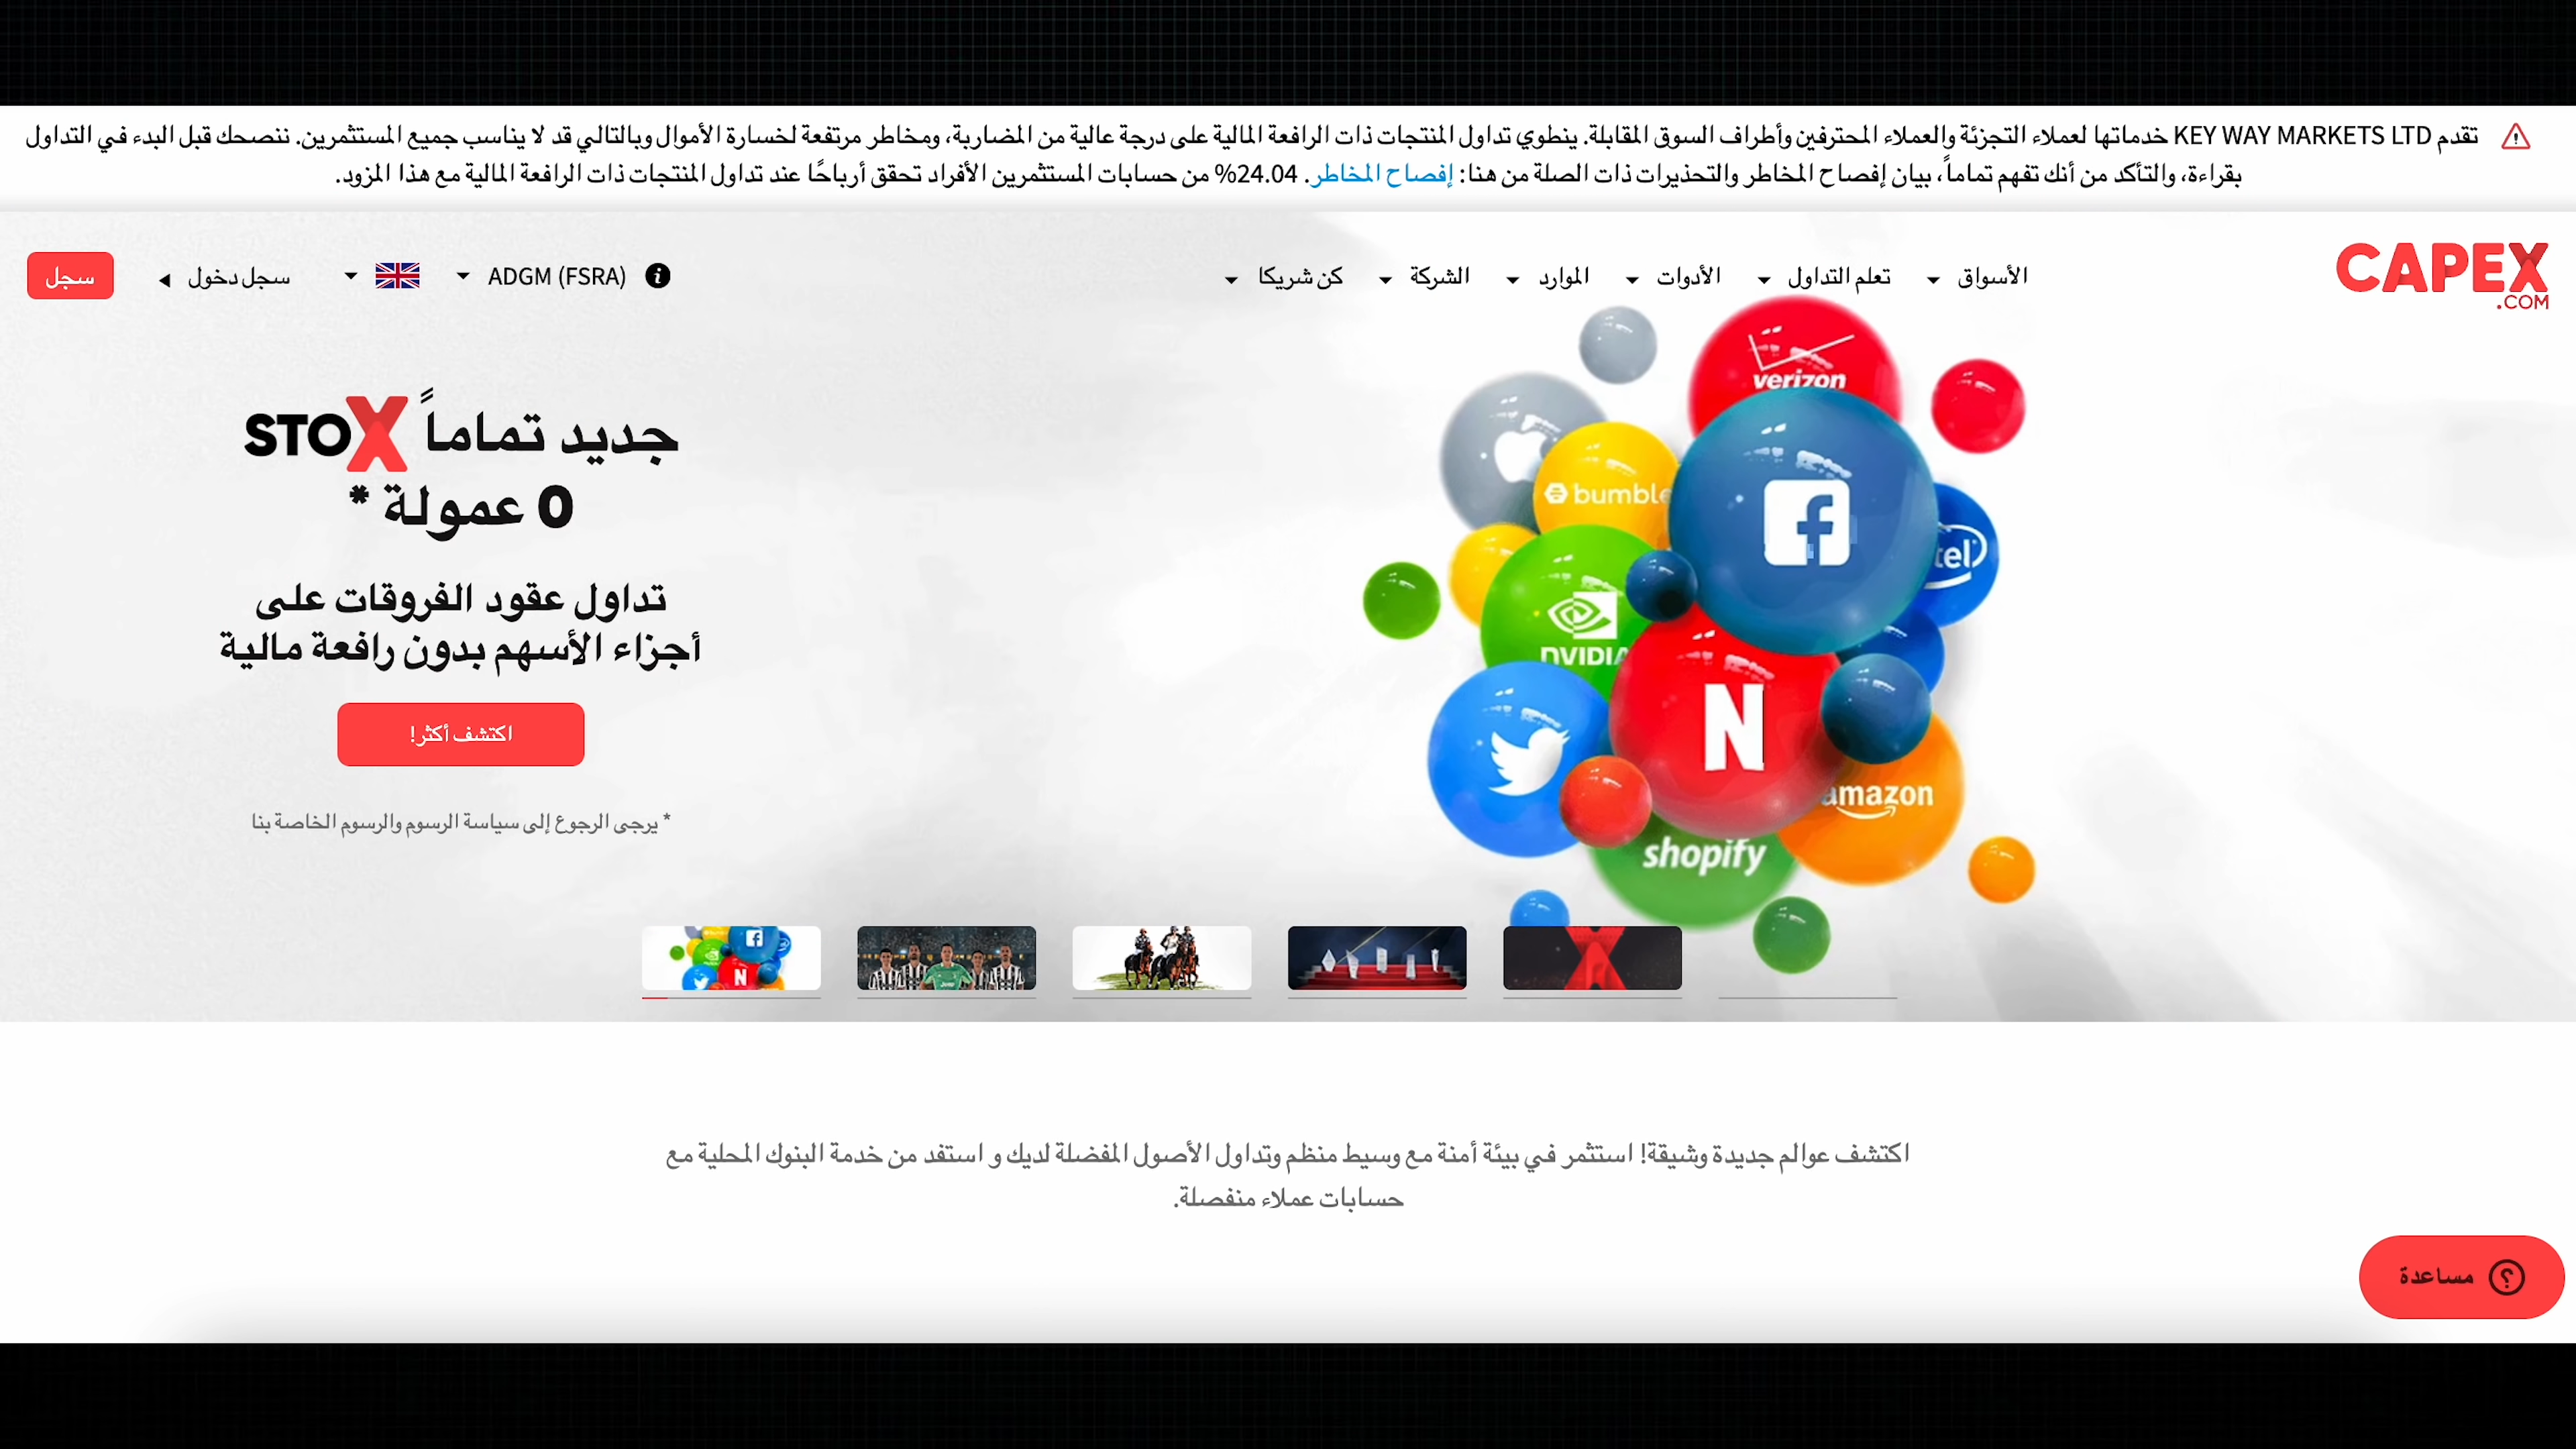 تقدم KEY WAY MARKETS LTD خدماتها لعملاء التجزئة والعملاء المحترفين وأطراف السوق المقابلة. ينطوي تداول المنتجات ذات الرافعة المالية على درجة عالية من المضاربة، ومخاطر مرتفعة لخسارة الأموال وبالتالي قد لا يناسب جميع المستثمرين. ننصحك قبل البدء في التداول
بقراءة، والتأكد من أنك تفهم تماماً، بيان إفصاح المخاطر والتحذيرات ذات الصلة من هنا: إفصاح المخاطر. 24.04% من حسابات المستثمرين الأفراد تحقق أرباحًا عند تداول المنتجات ذات الرافعة المالية مع هذا المزود.
CAPEX
.COM
الأسواق
تعلم التداول
الأدوات
الموارد
الشركة
كن شريكا
ADGM (FSRA)
سجل دخول
سجل
جديد تماماً STOX
0 عمولة *
تداول عقود الفروقات على
أجزاء الأسهم بدون رافعة مالية
اكتشف أكثر!
* يرجى الرجوع إلى سياسة الرسوم والرسوم الخاصة بنا
verizon
bumble
intel
nVIDIA
N
amazon
shopify
اكتشف عوالم جديدة وشيقة! استثمر في بيئة أمنة مع وسيط منظم وتداول الأصول المفضلة لديك و استفد من خدمة البنوك المحلية مع
حسابات عملاء منفصلة.
مساعدة